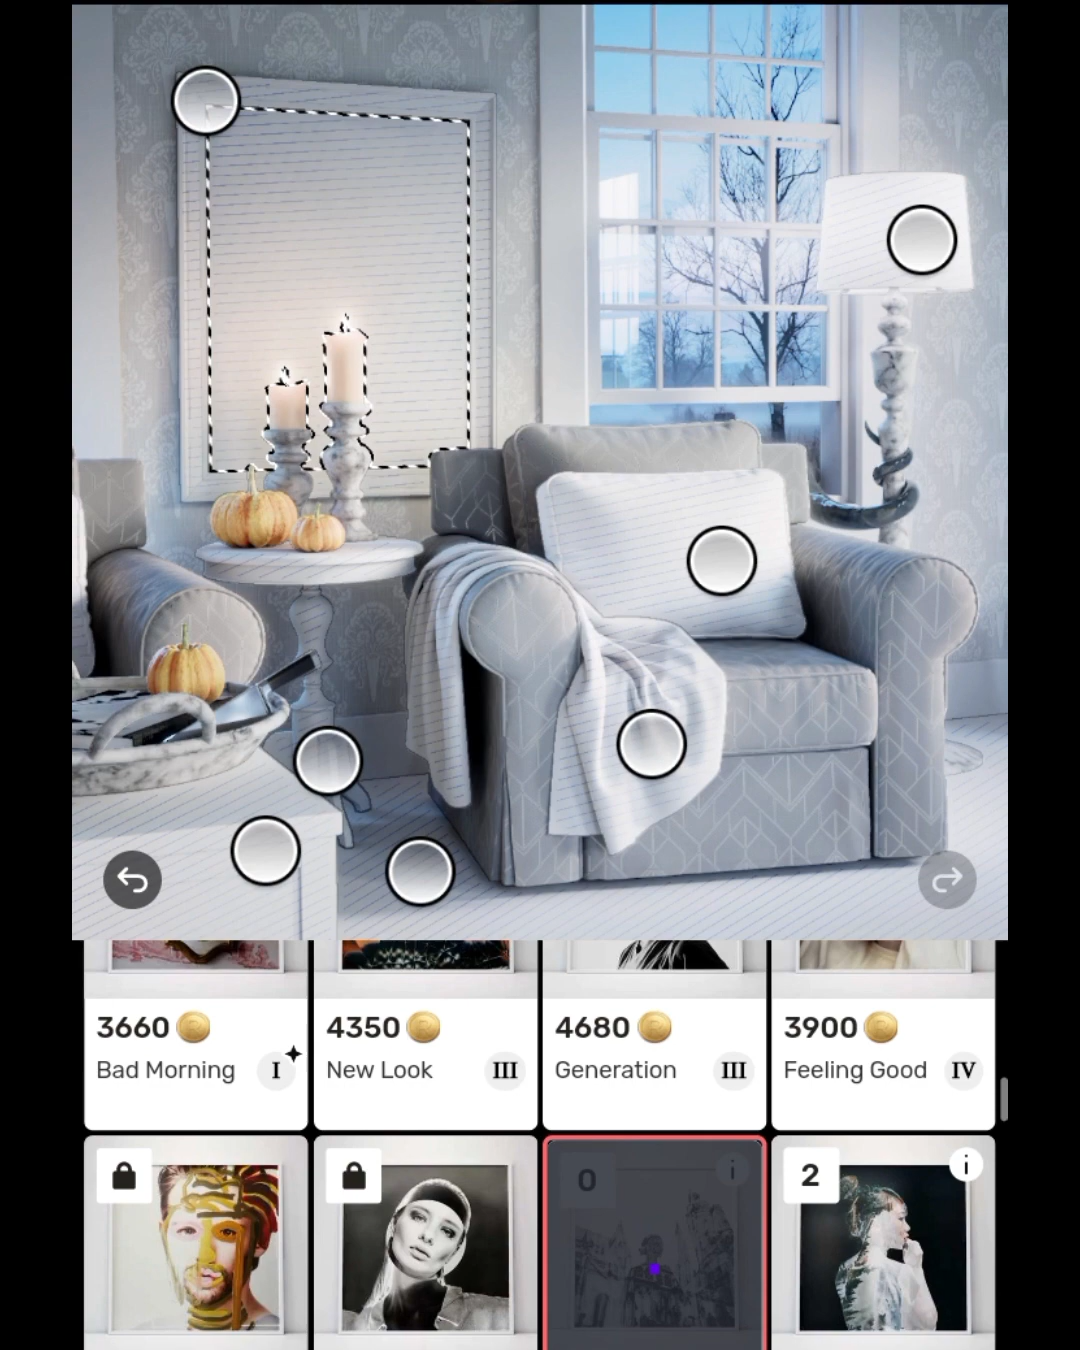 3660
4350
4680
3900
Bad Morning I
New Look III
Generation III
Feeling Good IV
0 i
2 i